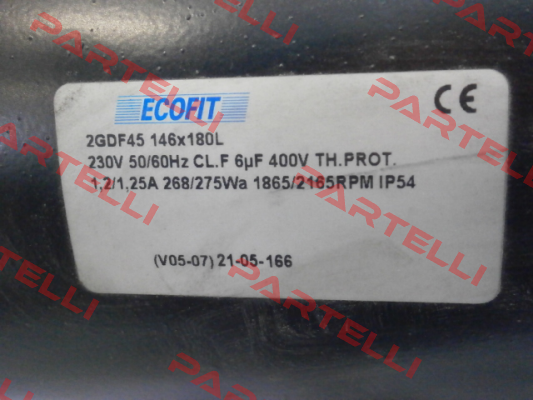 ECOFIT
CE
2GDF45 146x180L
230V 50/60Hz CL.F 6µF 400V TH.PROT.
1,2/1,25A 268/275Wa 1865/2165RPM IP54
(V05-07) 21-05-166
PARTELLI
PARTELLI
PARTELLI
PARTELLI
PARTELLI
PARTELLI